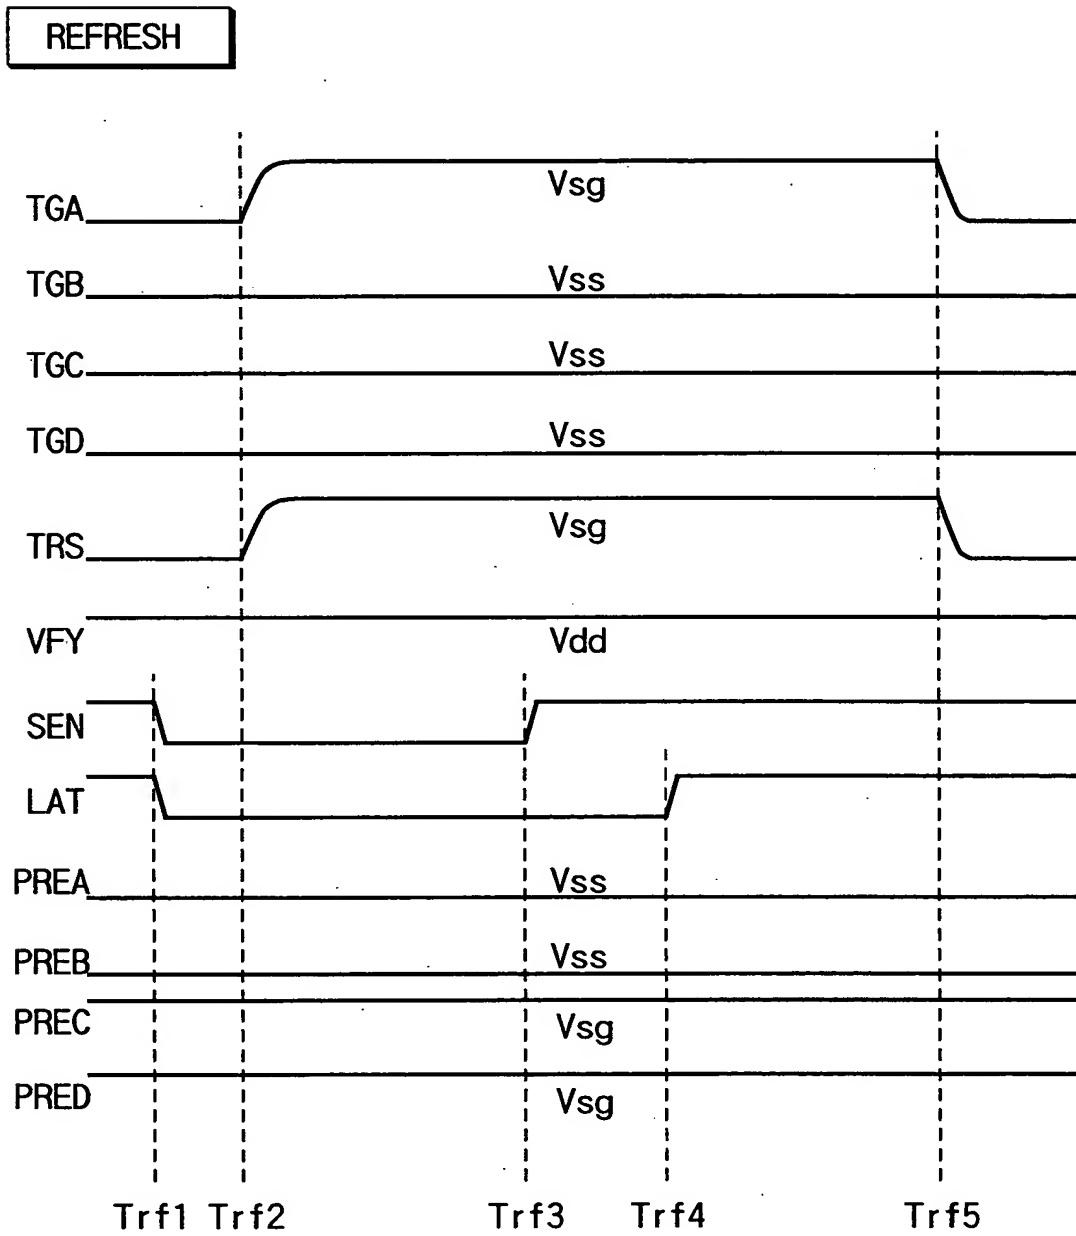 REFRESH
TGA
Vsg
TGB
Vss
TGC
Vss
TGD
Vss
TRS
Vsg
VFY
Vdd
SEN
LAT
PREA
Vss
PREB
Vss
PREC
Vsg
PRED
Vsg
Trf1 Trf2 Trf3 Trf4 Trf5